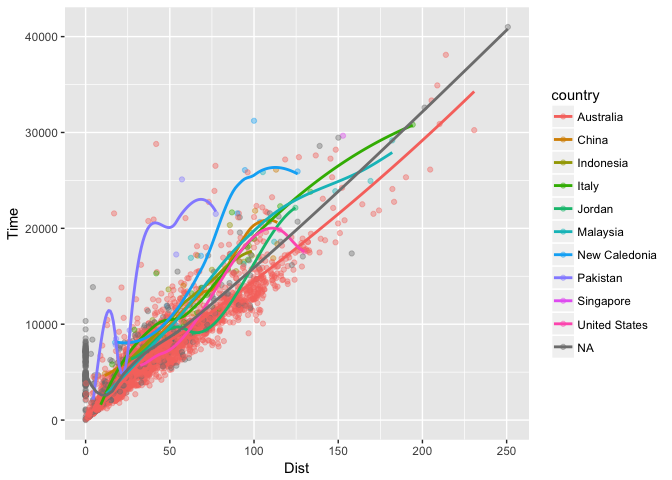 40000
30000
20000
10000
0
Time
0 50 100 150 200 250
Dist
country
Australia
China
Indonesia
Italy
Jordan
Malaysia
New Caledonia
Pakistan
Singapore
United States
NA